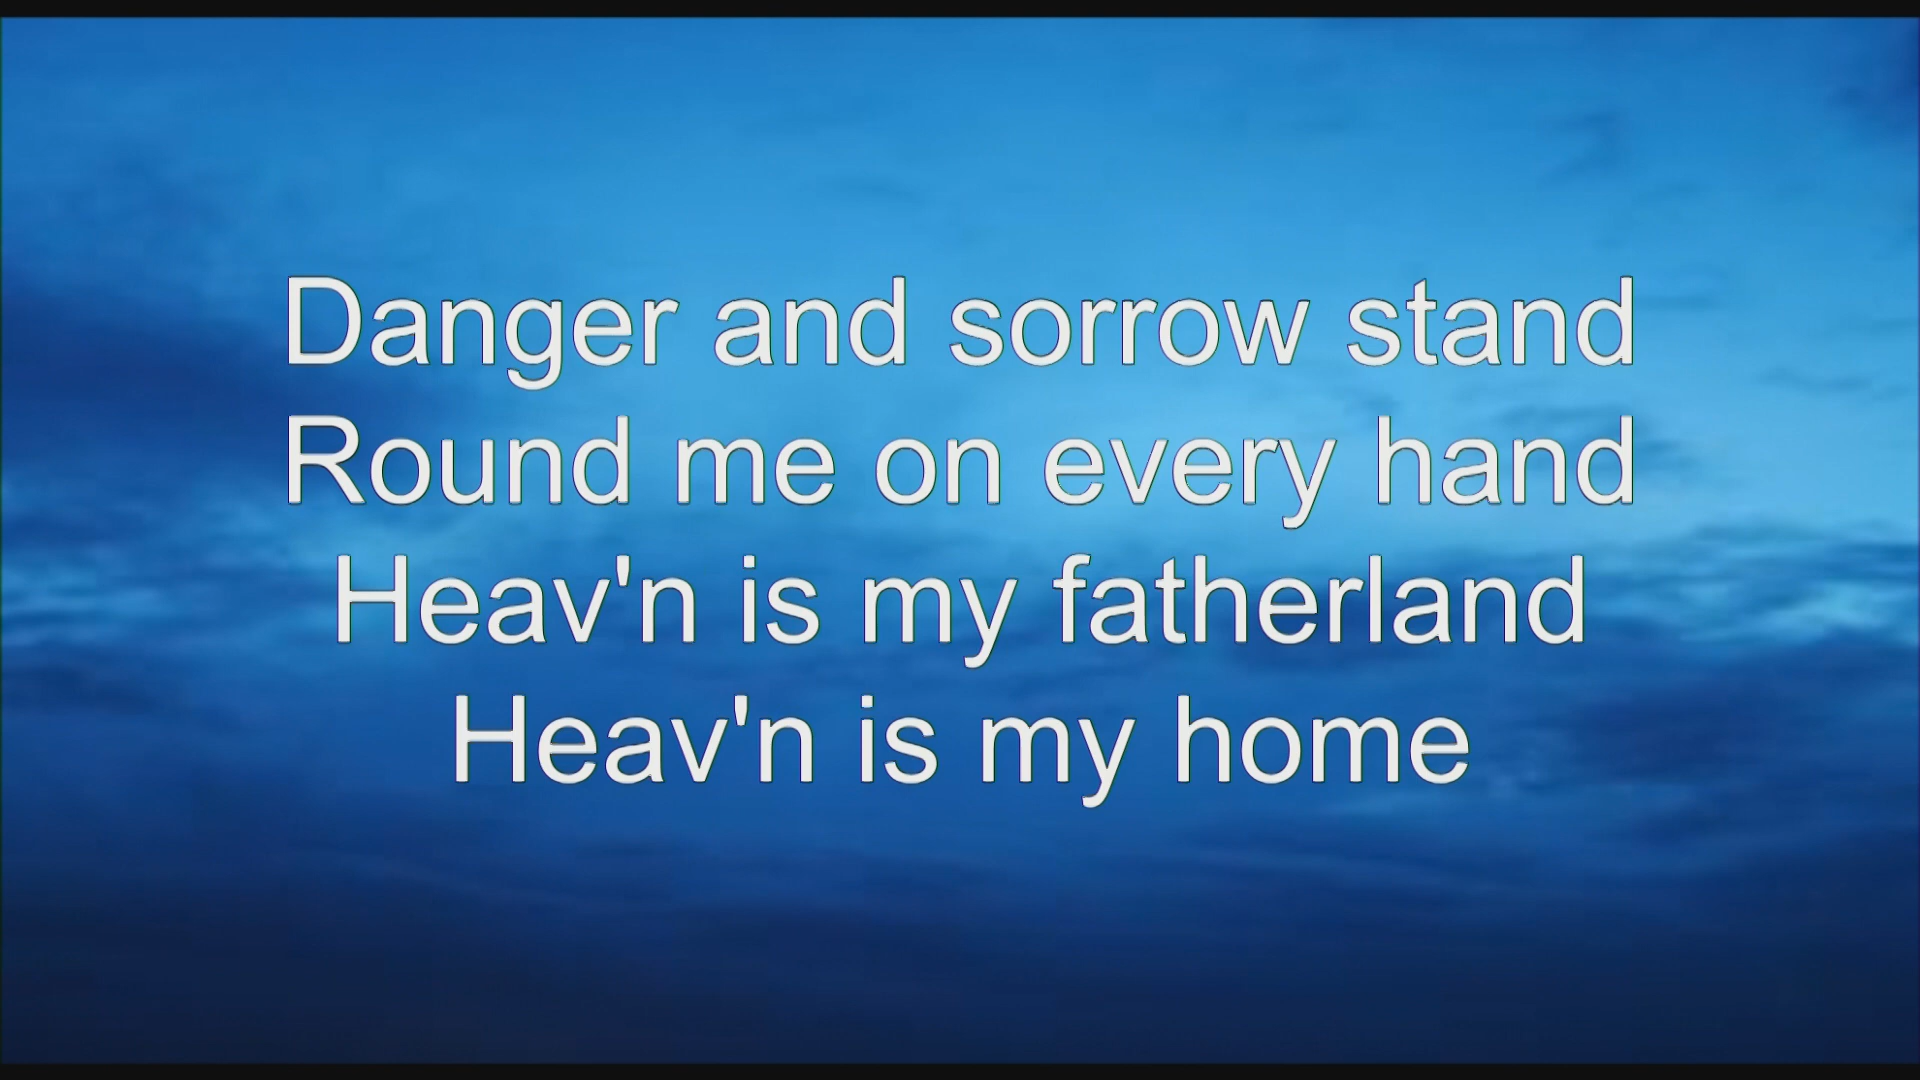 Danger and sorrow stand
Round me on every hand
Heav'n is my fatherland
Heav'n is my home